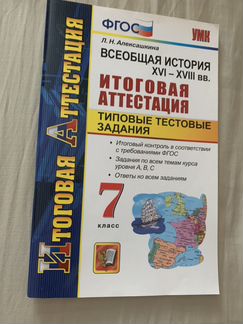 ФГОС
УМК
Л. Н. Алексашкина
ВСЕОБЩАЯ ИСТОРИЯ
XVI – XVIII ВВ.
ИТОГОВАЯ
АТТЕСТАЦИЯ
ТИПОВЫЕ ТЕСТОВЫЕ
ЗАДАНИЯ
• Итоговый контроль в соответствии
с требованиями ФГОС
• Задания по всем темам курса
уровня А, В, С
• Ответы ко всем заданиям
7
класс
ИТОГОВАЯ АТТЕСТАЦИЯ